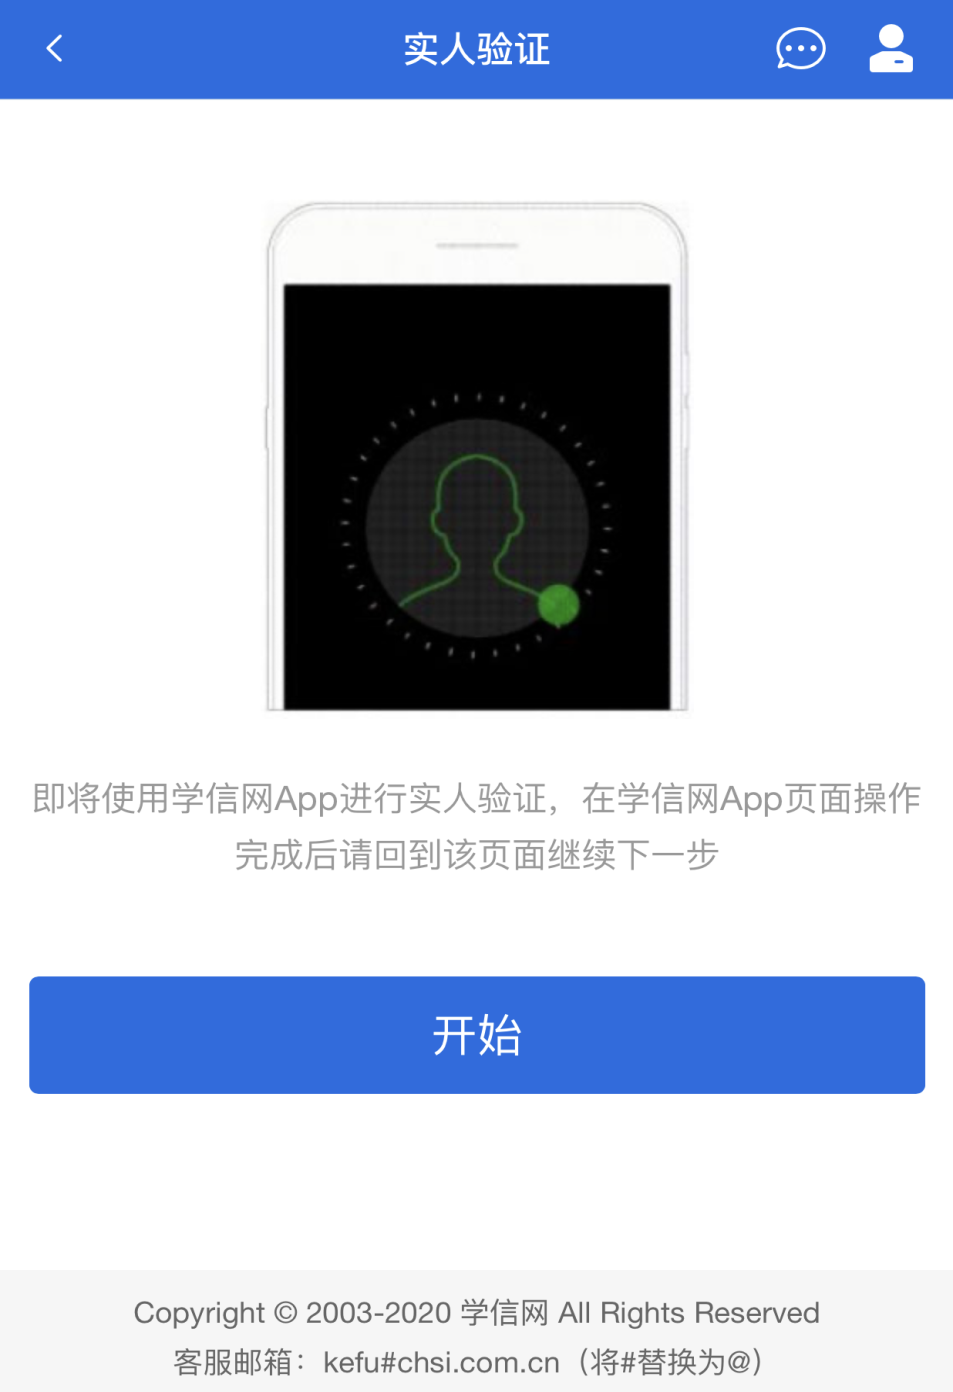 实人验证
即将使用学信网App进行实人验证，在学信网App页面操作
完成后请回到该页面继续下一步
开始
Copyright © 2003-2020 学信网 All Rights Reserved
客服邮箱：kefu#chsi.com.cn（将#替换为@）